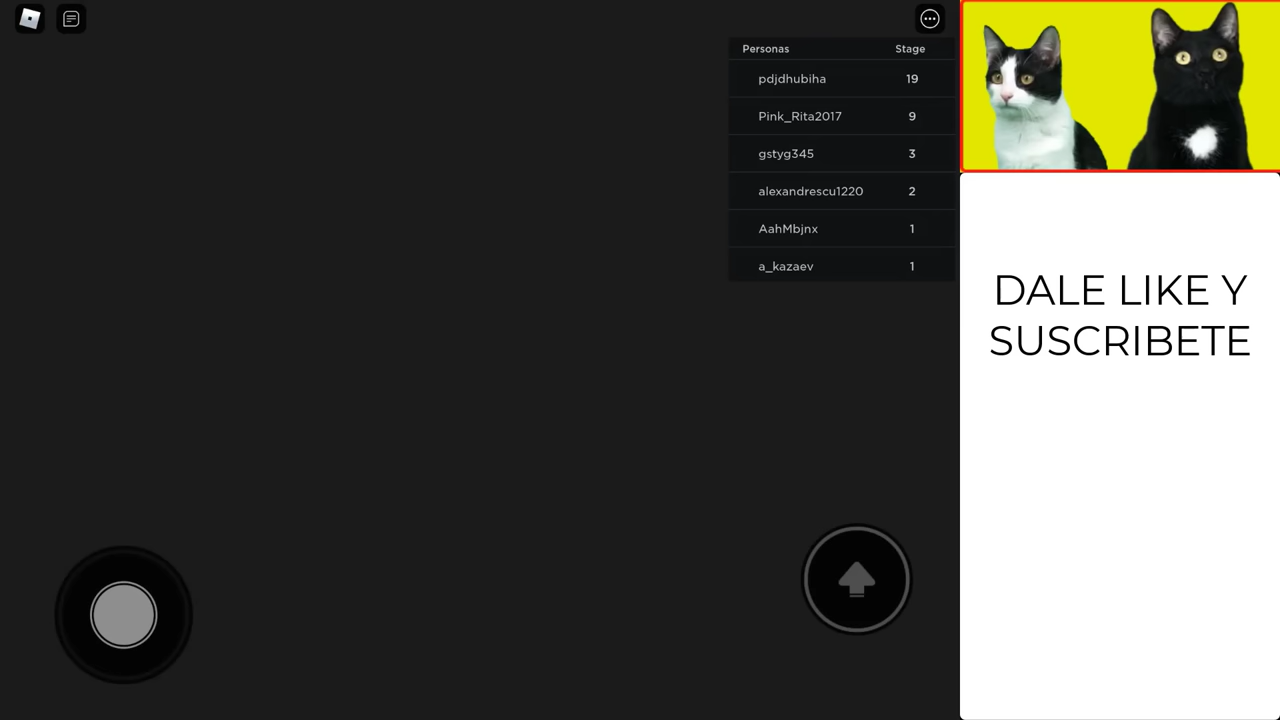 Personas Stage
pdjdhubiha 19
Pink_Rita2017 9
gstyg345 3
alexandrescu1220 2
AahMbjnx 1
a_kazaev 1
DALE LIKE Y
SUSCRIBETE